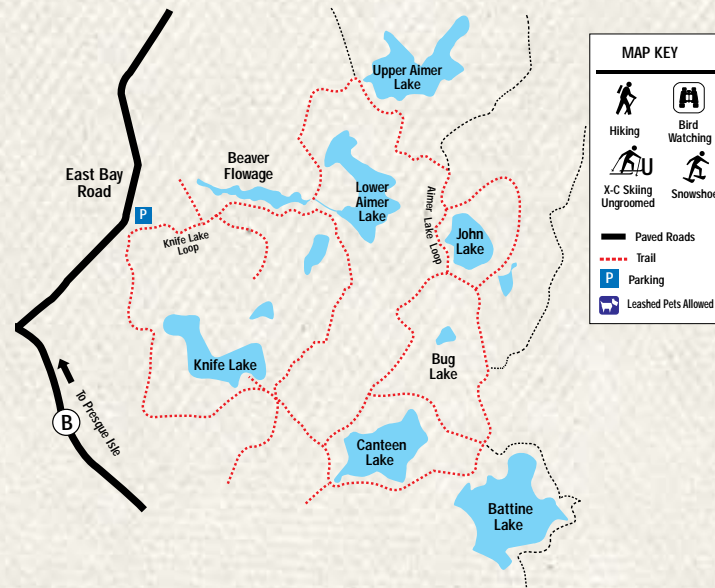 Upper Aimer
Lake
Beaver
Flowage
East Bay
Road
P
Lower
Aimer
Lake
Aimer Lake Loop
John
Lake
Knife Lake
Loop
Knife Lake
Bug
Lake
To Presque Isle
B
Canteen
Lake
Battine
Lake
MAP KEY
Hiking
Bird
Watching
X-C Skiing
Ungroomed
Snowshoe
Paved Roads
Trail
P Parking
Leashed Pets Allowed